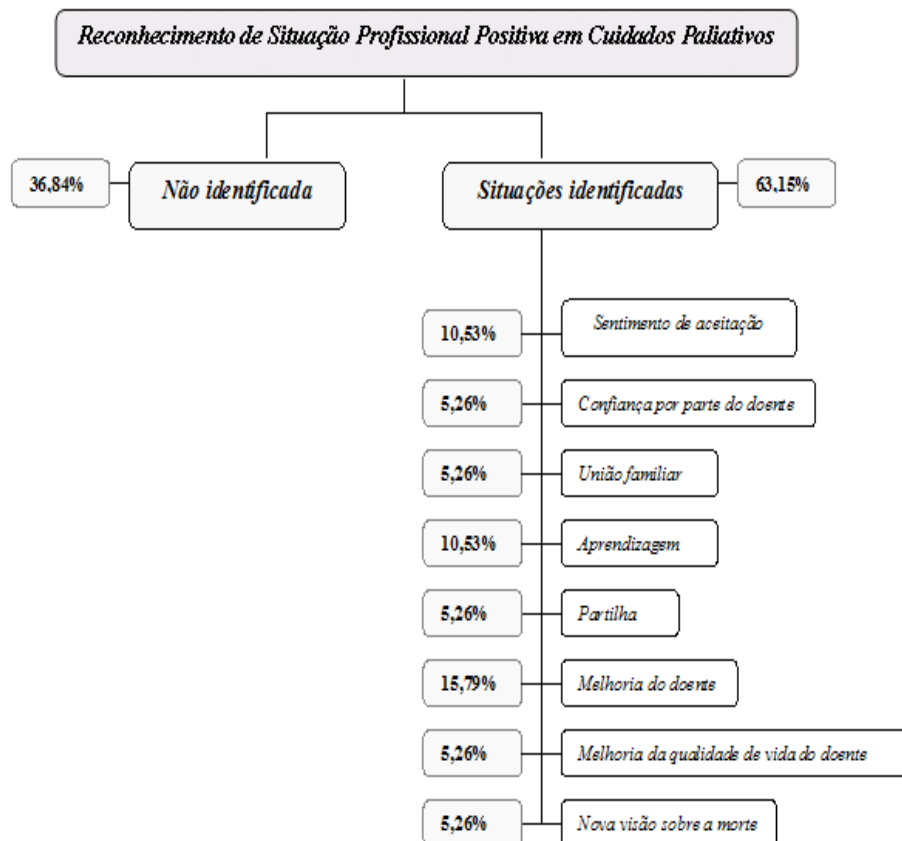 Reconhecimento de Situação Profissional Positiva em Cuidados Paliativos
36,84%
Não identificada
Situações identificadas
63,15%
10,53%
Sentimento de aceitação
5,26%
Confiança por parte do doente
5,26%
União familiar
10,53%
Aprendizagem
5,26%
Partilha
15,79%
Melhoria do doente
5,26%
Melhoria da qualidade de vida do doente
5,26%
Nova visão sobre a morte